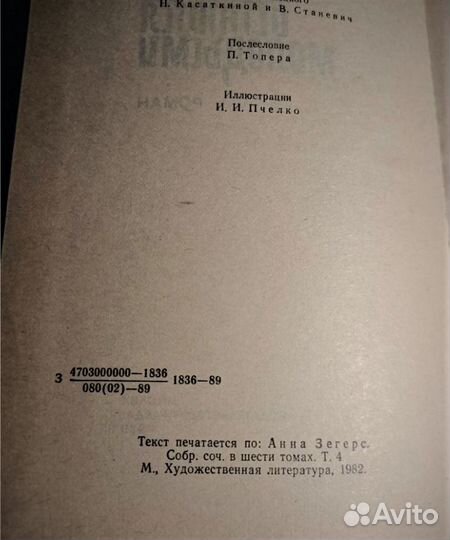 Н. Касаткиной и В. Станевич
Послесловие
П. Топера
Иллюстрации
И. И. Пчелко
РОМАН
З 4703000000—1836
080(02)—89 1836—89
Текст печатается по: Анна Зегерс.
Собр. соч. в шести томах. Т. 4
М., Художественная литература, 1982.
Avito